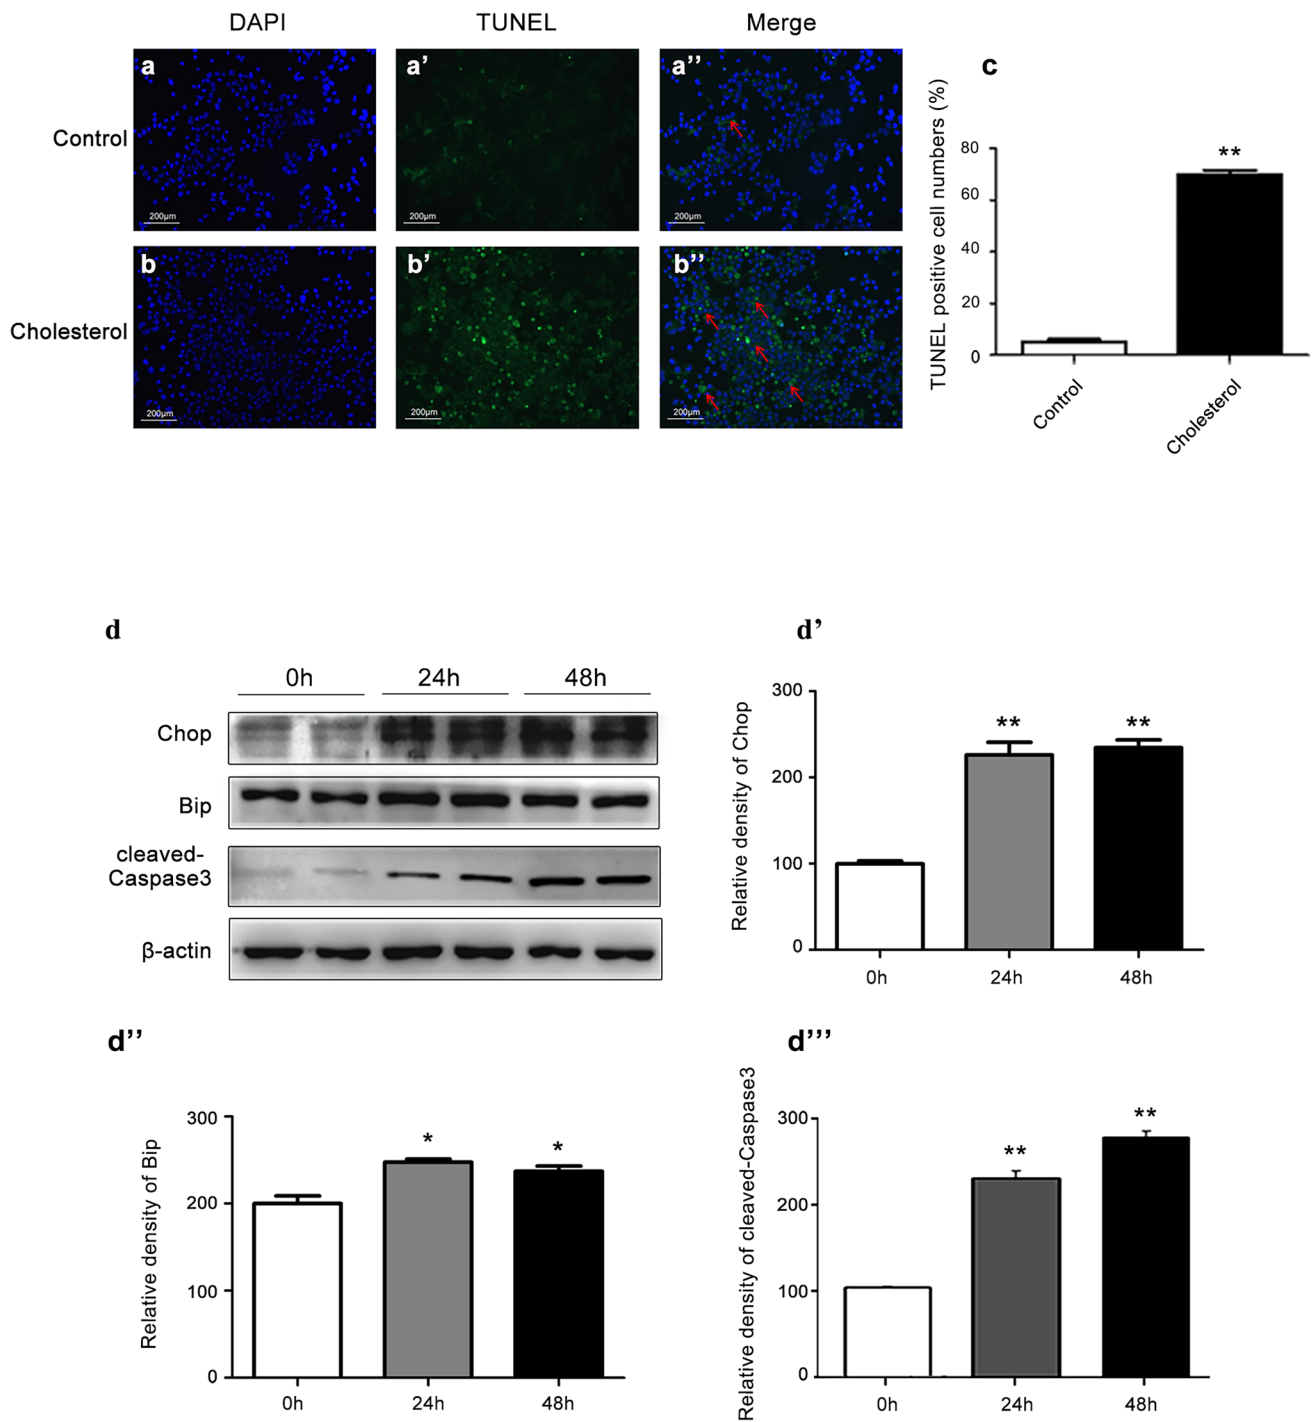 DAPI TUNEL Merge
a a’ a’’ c
Control
200μm 200μm 200μm
b b’ b’’
Cholesterol
200μm 200μm 200μm
TUNEL positive cell numbers (%)
80
60
40
20
0
**
Control Cholesterol
d
0h 24h 48h
Chop
Bip
cleaved-
Caspase3
β-actin
d’
Relative density of Chop
300
200
100
0
** **
0h 24h 48h
d’’
Relative density of Bip
300
200
100
0
* *
0h 24h 48h
d’’’
Relative density of cleaved-Caspase3
300
200
100
0
** **
0h 24h 48h